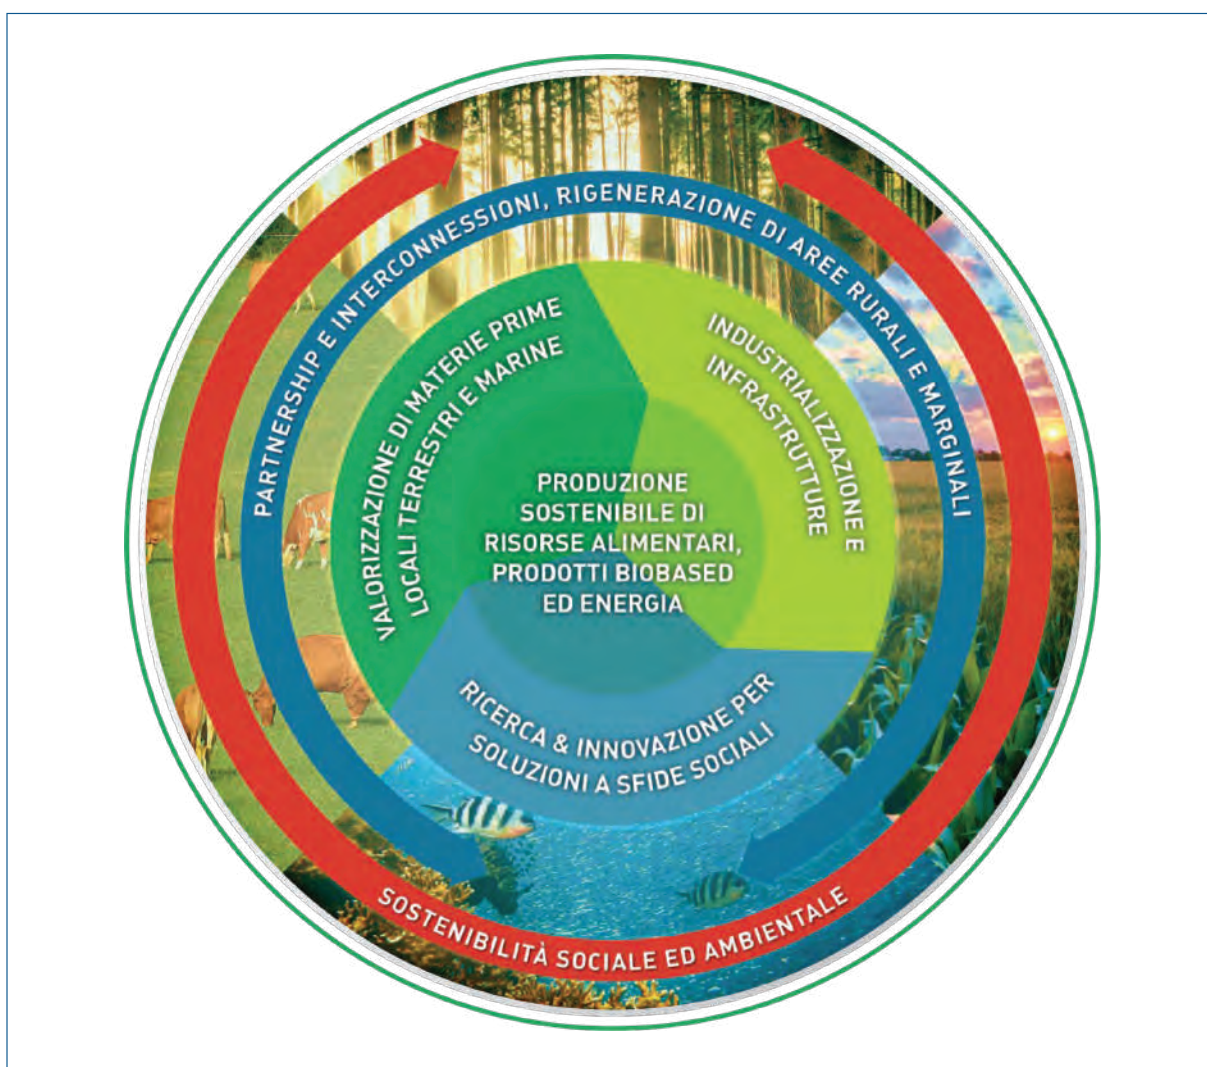 PARTNERSHIP E INTERCONNESSIONI, RIGENERAZIONE DI AREE RURALI E MARGINALI
VALORIZZAZIONE DI MATERIE PRIME
LOCALI TERRESTRI E MARINE
INDUSTRIALIZZAZIONE E
INFRASTRUTTURE
PRODUZIONE
SOSTENIBILE DI
RISORSE ALIMENTARI,
PRODOTTI BIOBASED
ED ENERGIA
RICERCA & INNOVAZIONE PER
SOLUZIONI A SFIDE SOCIALI
SOSTENIBILITÀ SOCIALE ED AMBIENTALE